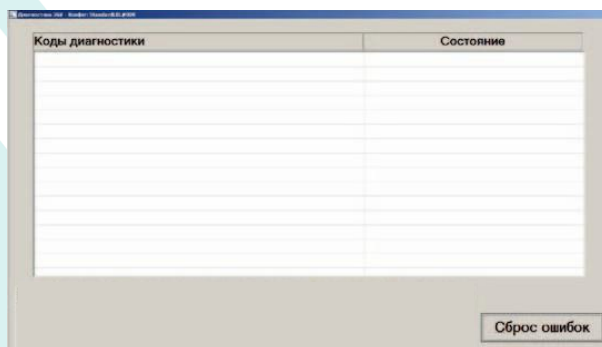 Коды диагностики
Состояние
Сброс ошибок